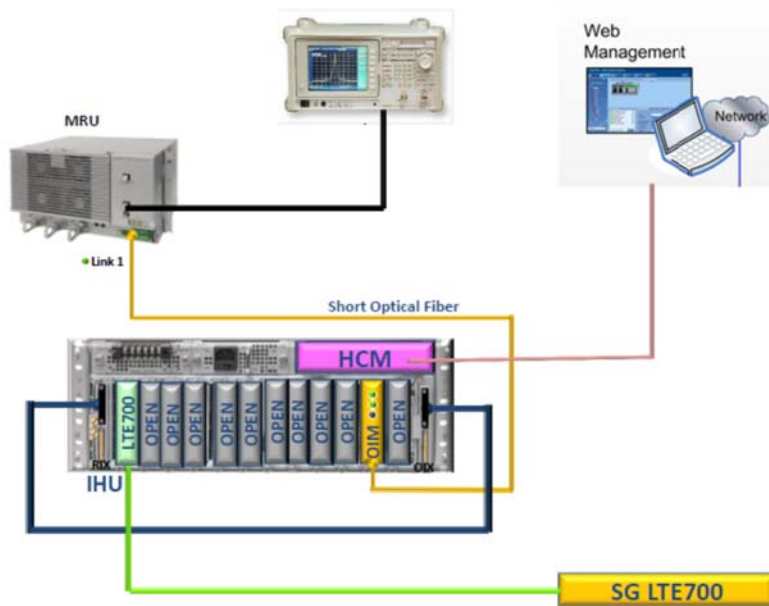 Web
Management
Network
MRU
Link 1
Short Optical Fiber
HCM
LTE700
OPEN
OPEN
OPEN
OPEN
OPEN
OPEN
OPEN
OPEN
OPEN
OIM
OPEN
RIX
OIX
IHU
SG LTE700